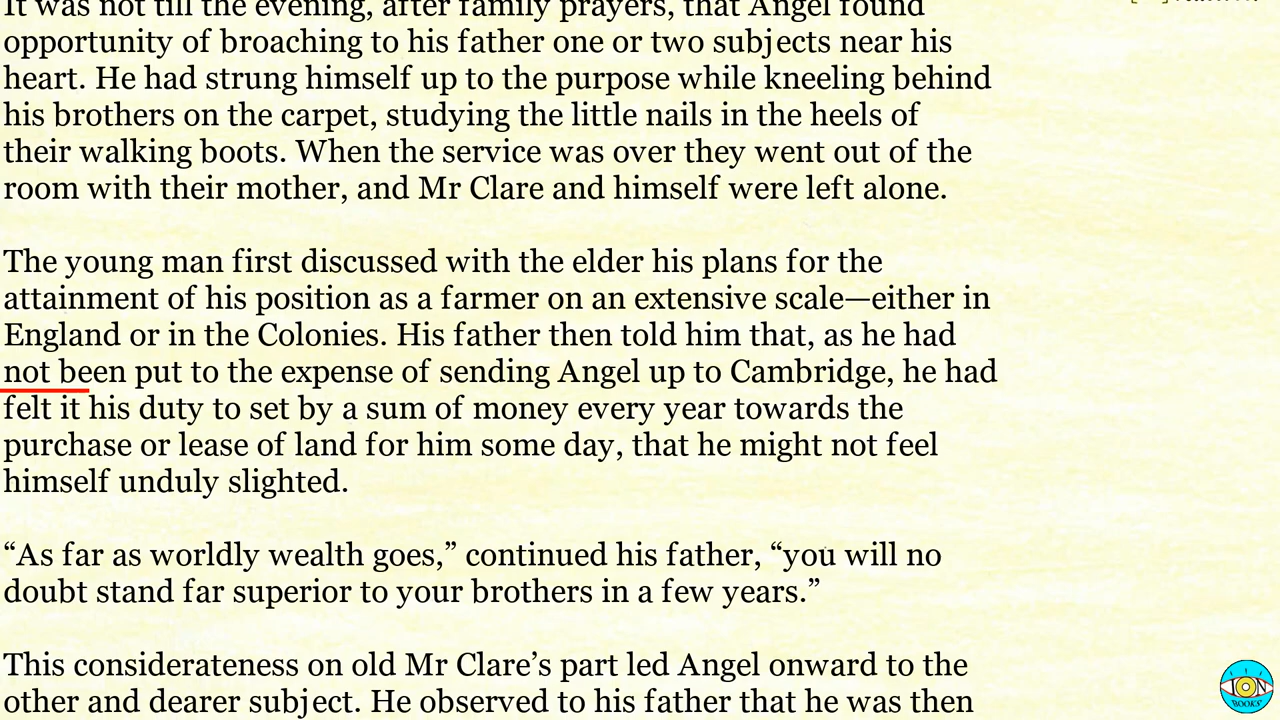 It was not till the evening, after family prayers, that Angel found
opportunity of broaching to his father one or two subjects near his
heart. He had strung himself up to the purpose while kneeling behind
his brothers on the carpet, studying the little nails in the heels of
their walking boots. When the service was over they went out of the
room with their mother, and Mr Clare and himself were left alone.
The young man first discussed with the elder his plans for the
attainment of his position as a farmer on an extensive scale—either in
England or in the Colonies. His father then told him that, as he had
not been put to the expense of sending Angel up to Cambridge, he had
felt it his duty to set by a sum of money every year towards the
purchase or lease of land for him some day, that he might not feel
himself unduly slighted.
“As far as worldly wealth goes,” continued his father, “you will no
doubt stand far superior to your brothers in a few years.”
This considerateness on old Mr Clare’s part led Angel onward to the
other and dearer subject. He observed to his father that he was then
ION
BOOKS